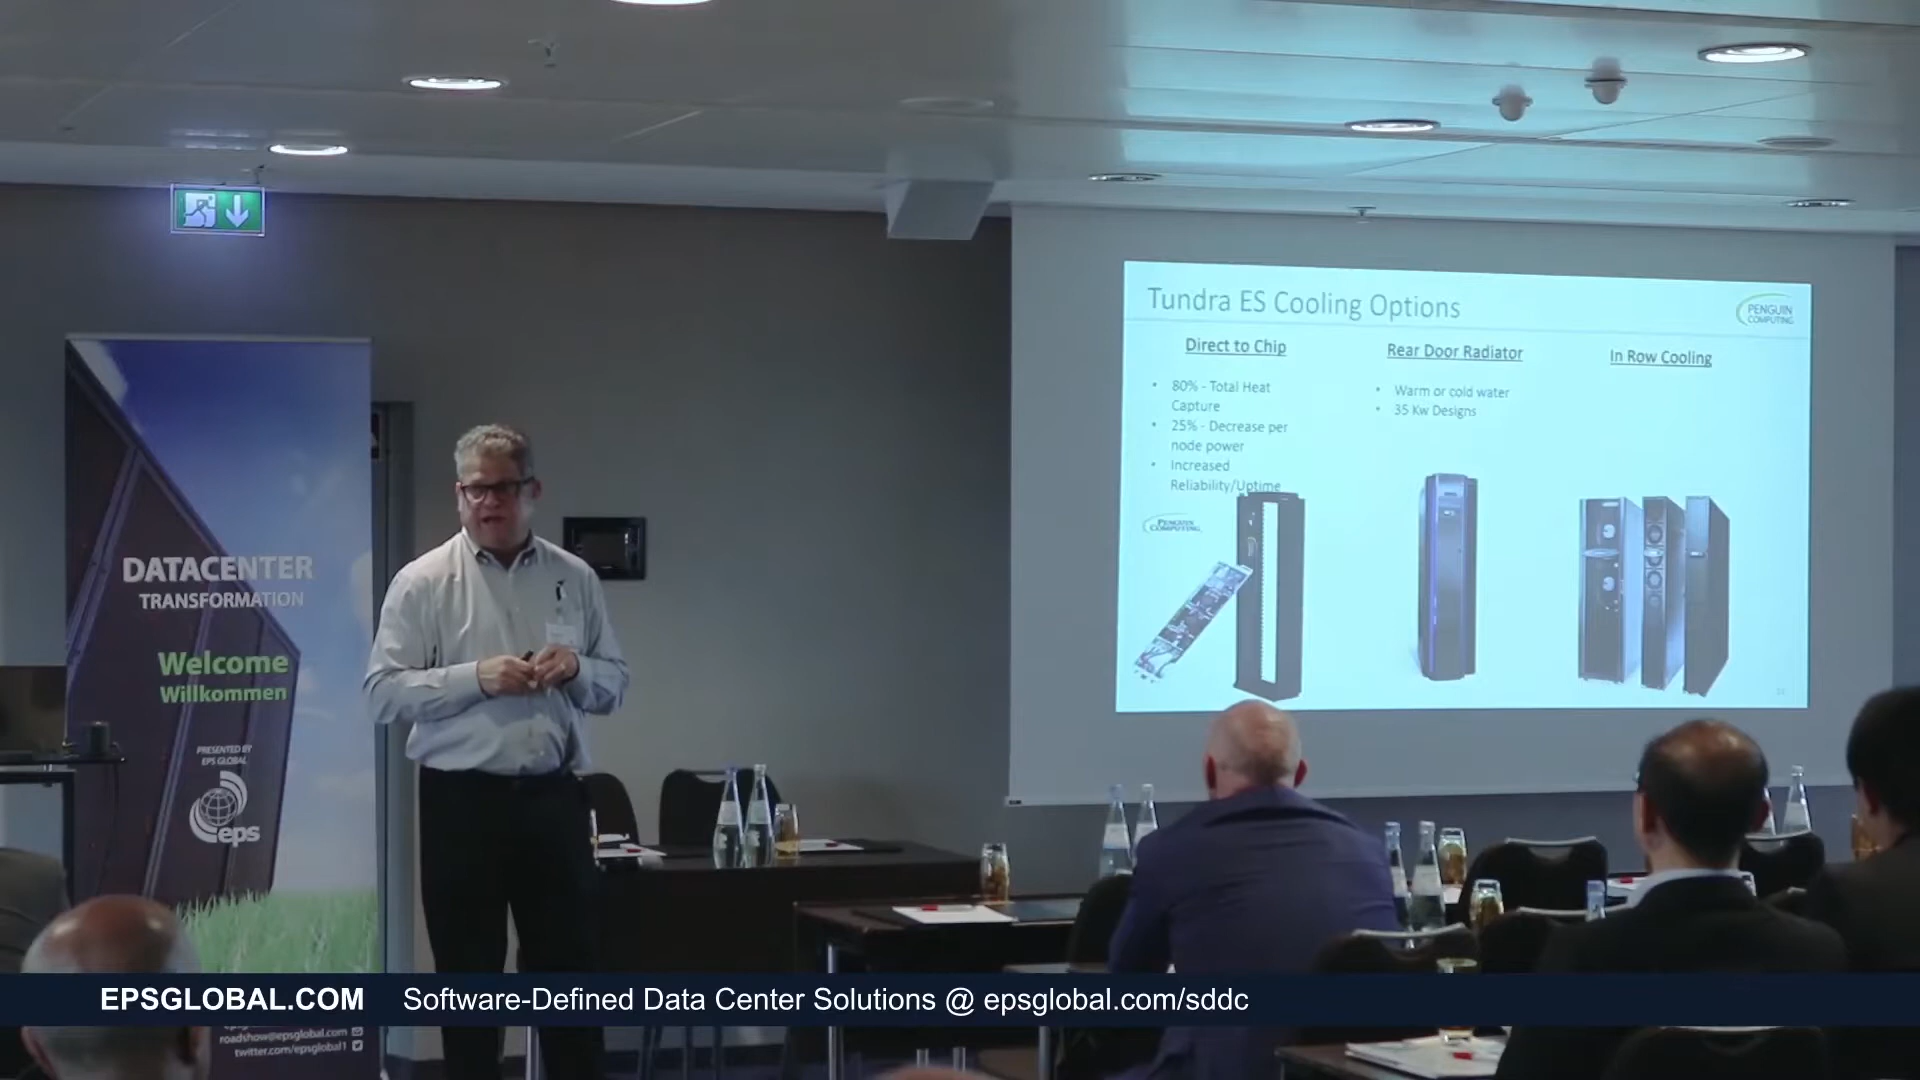 Tundra ES Cooling Options
PENGUIN
COMPUTING
Direct to Chip
• 80% - Total Heat
Capture
• 25% - Decrease per
node power
• Increased
Reliability/Uptime
Rear Door Radiator
• Warm or cold water
• 35 Kw Designs
In Row Cooling
PENGUIN
COMPUTING
DATACENTER
TRANSFORMATION
Welcome
Willkommen
PRESENTED BY
EPS GLOBAL
eps
EPSGLOBAL.COM Software-Defined Data Center Solutions @ epsglobal.com/sddc
roadshow@epsglobal.com
twitter.com/epsglobal1